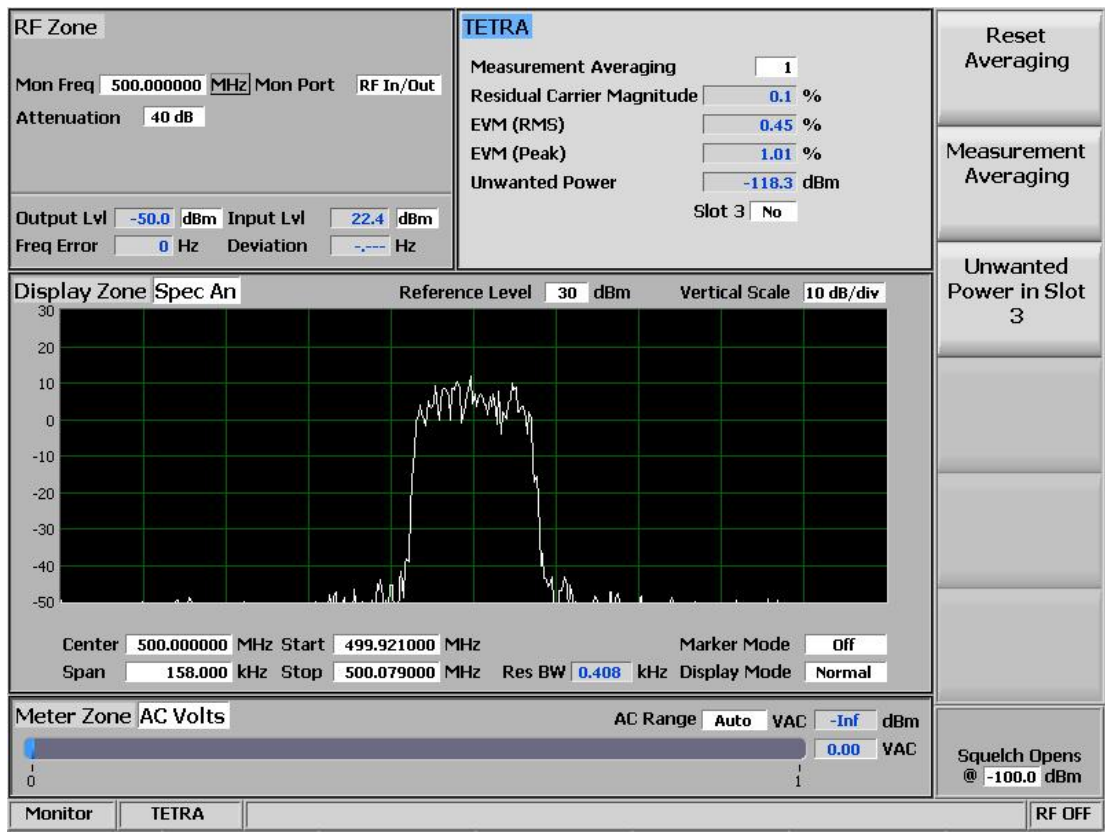 RF Zone
Mon Freq 500.000000 MHz Mon Port RF In/Out
Attenuation 40 dB
Output Lvl -50.0 dBm Input Lvl 22.4 dBm
Freq Error 0 Hz Deviation -.--- Hz
TETRA
Measurement Averaging 1
Residual Carrier Magnitude 0.1 %
EVM (RMS) 0.45 %
EVM (Peak) 1.01 %
Unwanted Power -118.3 dBm
Slot 3 No
Reset
Averaging
Measurement
Averaging
Unwanted
Power in Slot
3
Display Zone Spec An Reference Level 30 dBm Vertical Scale 10 dB/div
30
20
10
0
-10
-20
-30
-40
-50
Center 500.000000 MHz Start 499.921000 MHz Marker Mode Off
Span 158.000 kHz Stop 500.079000 MHz Res BW 0.408 kHz Display Mode Normal
Meter Zone AC Volts AC Range Auto VAC -Inf dBm
0.00 VAC
0 1
Squelch Opens
@ -100.0 dBm
Monitor TETRA RF OFF